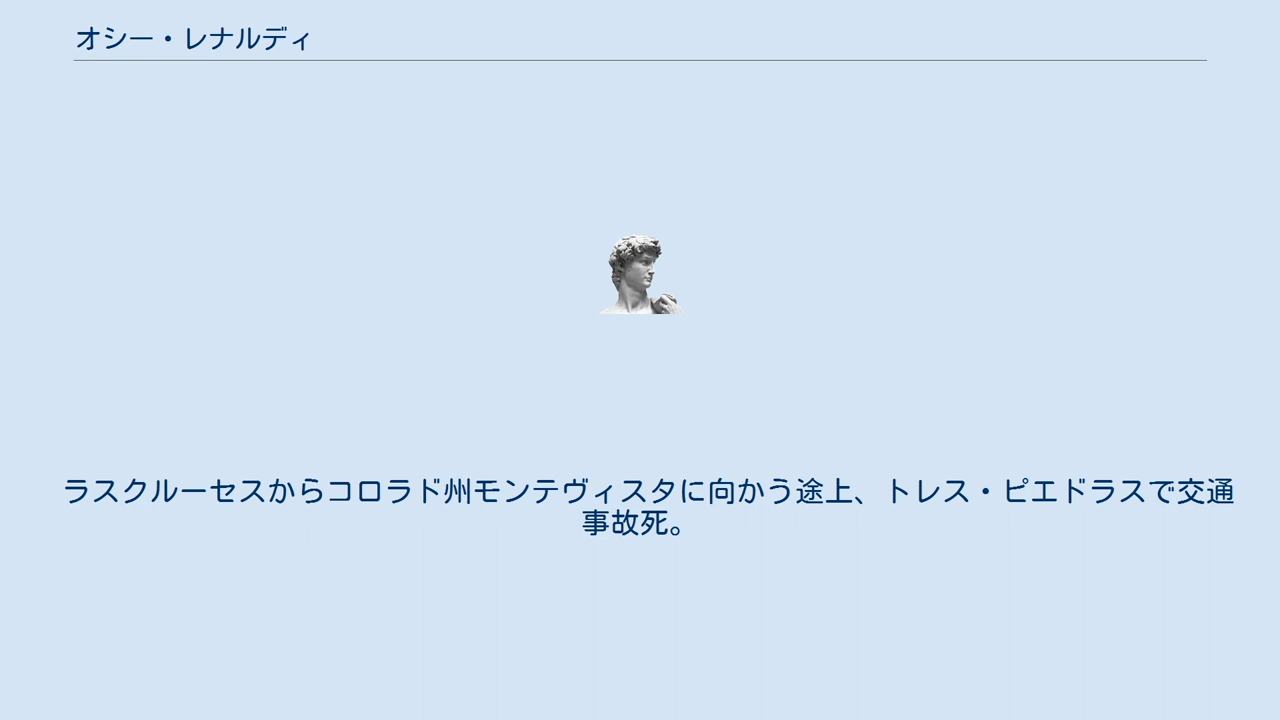 オシー・レナルディ
ラスクルーセスからコロラド州モンテヴィスタに向かう途上、トレス・ピエドラスで交通
事故死。